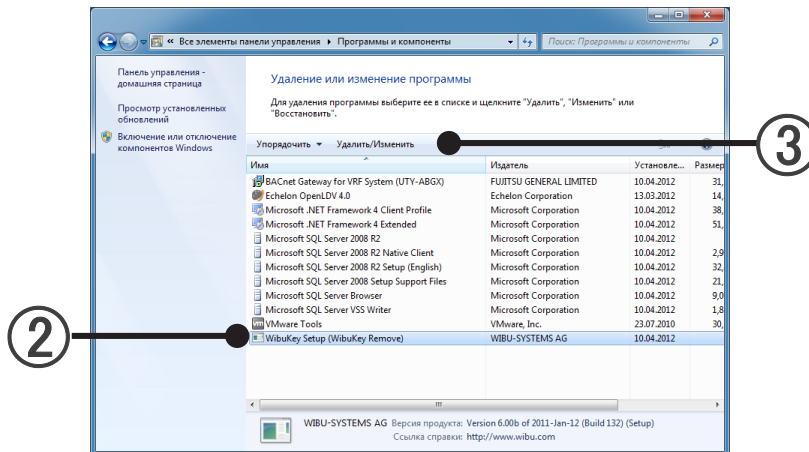 Все элементы панели управления ▸ Программы и компоненты
Поиск: Программы и компоненты
Панель управления - домашняя страница
Просмотр установленных обновлений
Включение или отключение компонентов Windows
Удаление или изменение программы
Для удаления программы выберите ее в списке и щелкните "Удалить", "Изменить" или
"Восстановить".
Упорядочить Удалить/Изменить
3
Имя Издатель Установле... Размер
BACnet Gateway for VRF System (UTY-ABGX) FUJITSU GENERAL LIMITED 10.04.2012 31,
Echelon OpenLDV 4.0 Echelon Corporation 13.03.2012 14,
Microsoft .NET Framework 4 Client Profile Microsoft Corporation 10.04.2012 38,
Microsoft .NET Framework 4 Extended Microsoft Corporation 10.04.2012 51,
Microsoft SQL Server 2008 R2 Microsoft Corporation 10.04.2012
Microsoft SQL Server 2008 R2 Native Client Microsoft Corporation 10.04.2012 2,9
Microsoft SQL Server 2008 R2 Setup (English) Microsoft Corporation 10.04.2012 32,
Microsoft SQL Server 2008 Setup Support Files Microsoft Corporation 10.04.2012 21,
Microsoft SQL Server Browser Microsoft Corporation 10.04.2012 9,0
Microsoft SQL Server VSS Writer Microsoft Corporation 10.04.2012 1,8
VMware Tools VMware, Inc. 23.07.2010 30,
2
WibuKey Setup (WibuKey Remove) WIBU-SYSTEMS AG 10.04.2012
WIBU-SYSTEMS AG Версия продукта: Version 6.00b of 2011-Jan-12 (Build 132) (Setup)
Ссылка справки: http://www.wibu.com